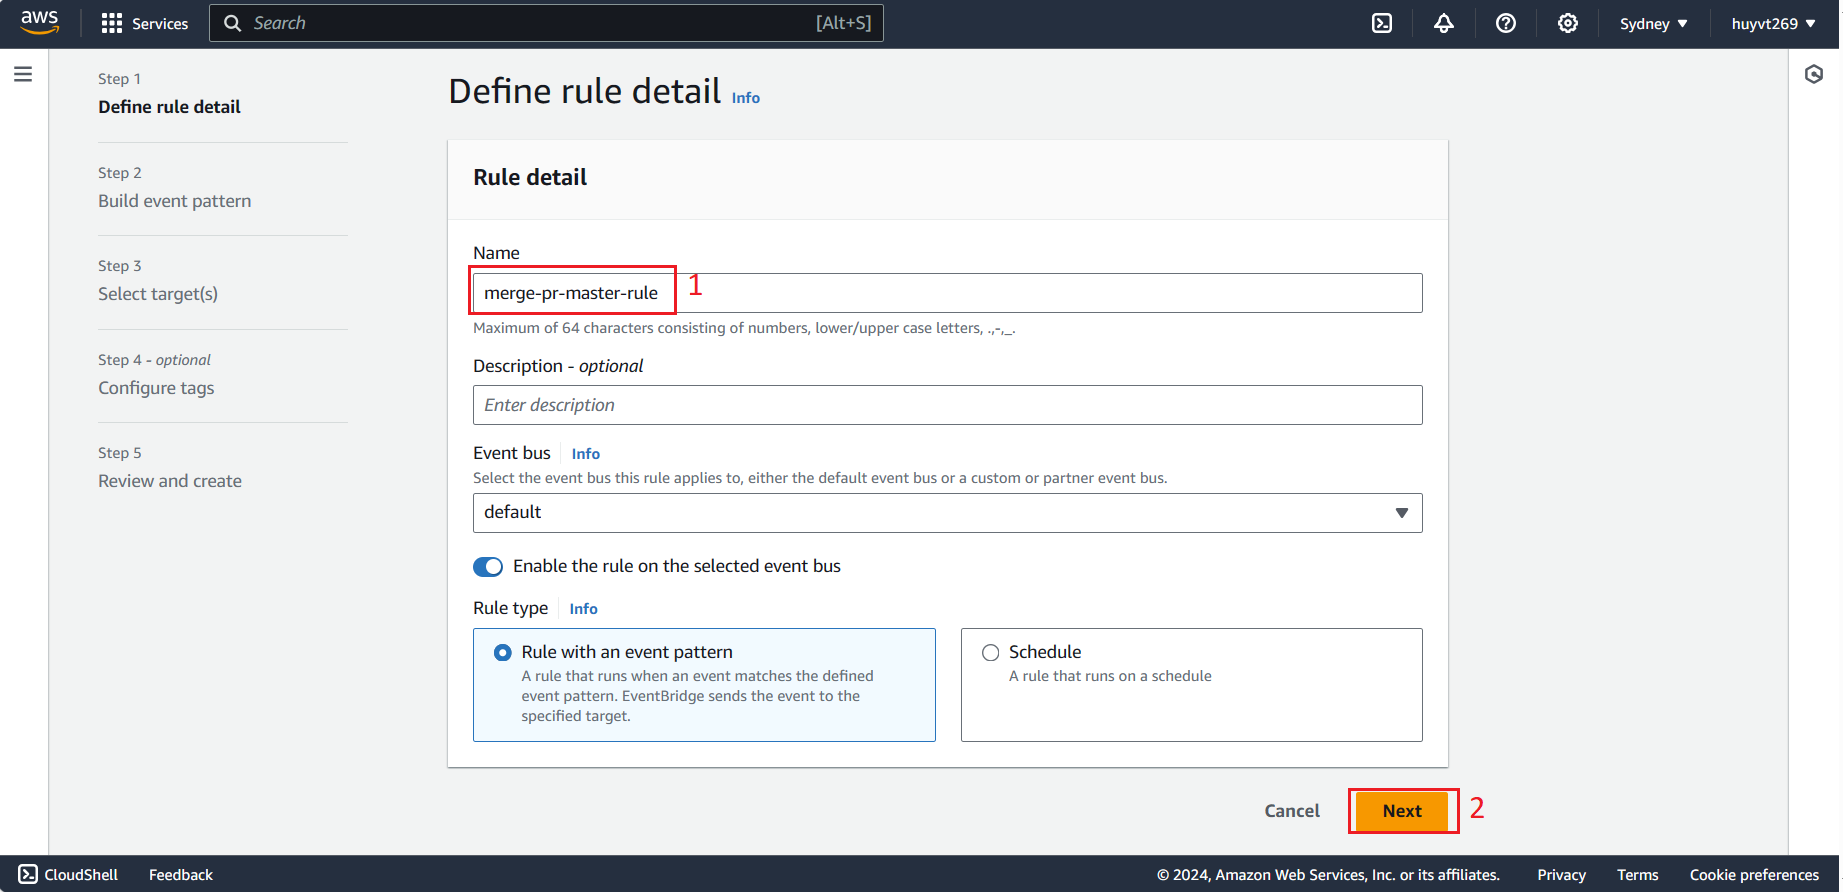 aws
Services
Search
[Alt+S]
Sydney
huyvt269
Step 1
Define rule detail
Step 2
Build event pattern
Step 3
Select target(s)
Step 4 - optional
Configure tags
Step 5
Review and create
Define rule detail Info
Rule detail
Name
merge-pr-master-rule
1
Maximum of 64 characters consisting of numbers, lower/upper case letters, .,-,_.
Description - optional
Enter description
Event bus Info
Select the event bus this rule applies to, either the default event bus or a custom or partner event bus.
default
Enable the rule on the selected event bus
Rule type Info
Rule with an event pattern
A rule that runs when an event matches the defined
event pattern. EventBridge sends the event to the
specified target.
Schedule
A rule that runs on a schedule
Cancel
Next
2
CloudShell
Feedback
© 2024, Amazon Web Services, Inc. or its affiliates.
Privacy
Terms
Cookie preferences